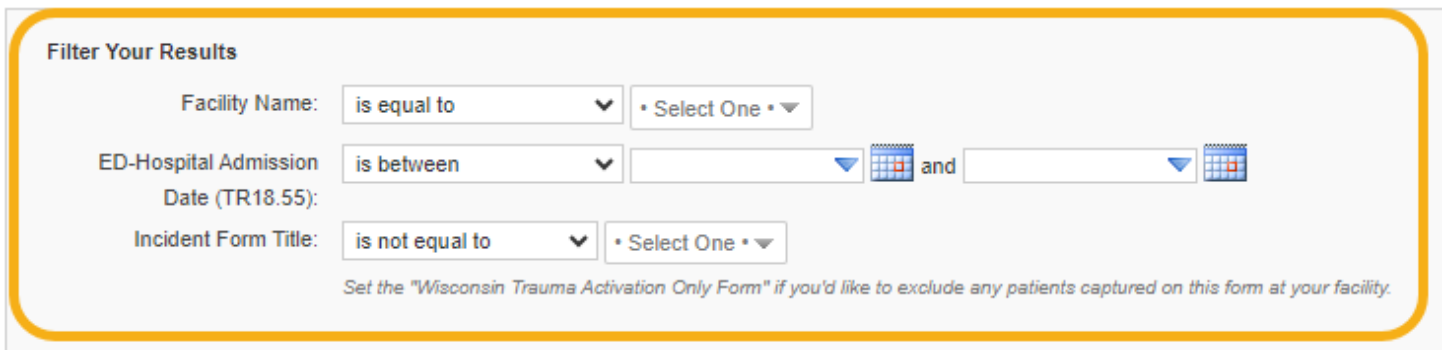 Filter Your Results
Facility Name: is equal to • Select One •
ED-Hospital Admission Date (TR18.55): is between and
Incident Form Title: is not equal to • Select One •
Set the "Wisconsin Trauma Activation Only Form" if you'd like to exclude any patients captured on this form at your facility.